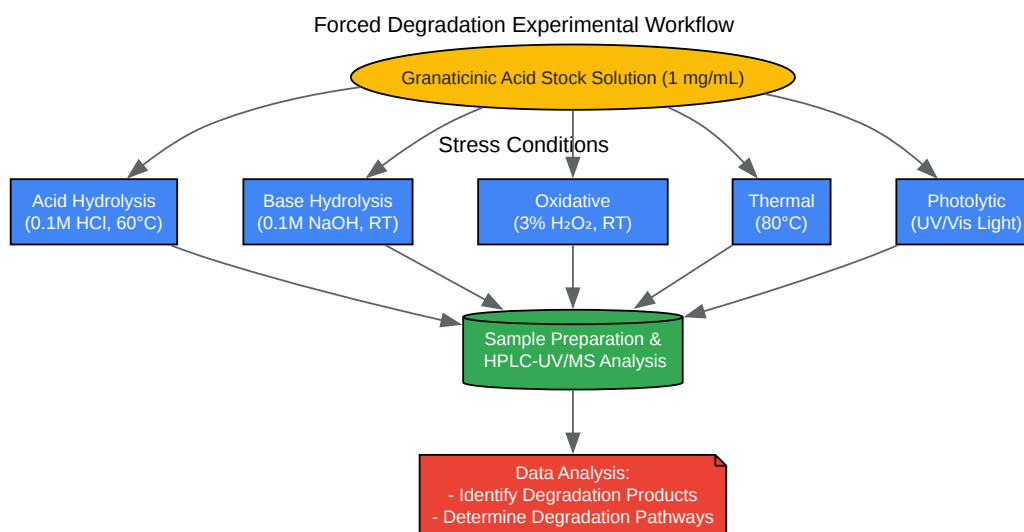 Forced Degradation Experimental Workflow
Granaticinic Acid Stock Solution (1 mg/mL)
Stress Conditions
Acid Hydrolysis
(0.1M HCl, 60°C)
Base Hydrolysis
(0.1M NaOH, RT)
Oxidative
(3% H₂O₂, RT)
Thermal
(80°C)
Photolytic
(UV/Vis Light)
Sample Preparation &
HPLC-UV/MS Analysis
Data Analysis:
- Identify Degradation Products
- Determine Degradation Pathways